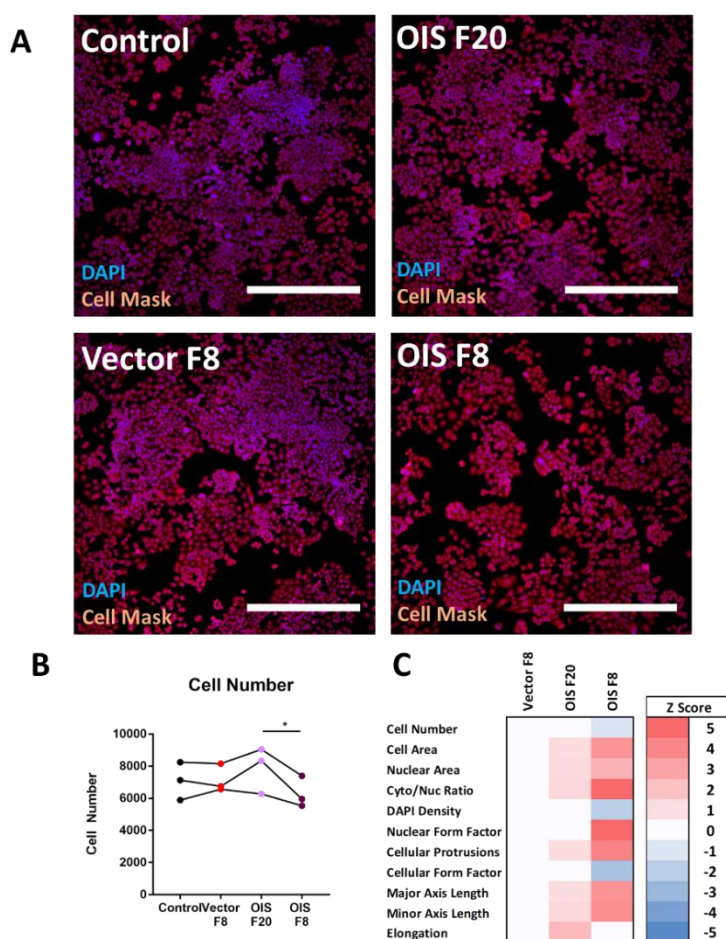 A
Control
DAPI
Cell Mask
OIS F20
DAPI
Cell Mask
Vector F8
DAPI
Cell Mask
OIS F8
DAPI
Cell Mask
B
Cell Number
*
Cell Number
10000
8000
6000
4000
2000
0
Control
Vector F8
OIS F20
OIS F8
C
Vector F8
OIS F20
OIS F8
Z Score
Cell Number
Cell Area
Nuclear Area
Cyto/Nuc Ratio
DAPI Density
Nuclear Form Factor
Cellular Protrusions
Cellular Form Factor
Major Axis Length
Minor Axis Length
Elongation
5
4
3
2
1
0
-1
-2
-3
-4
-5